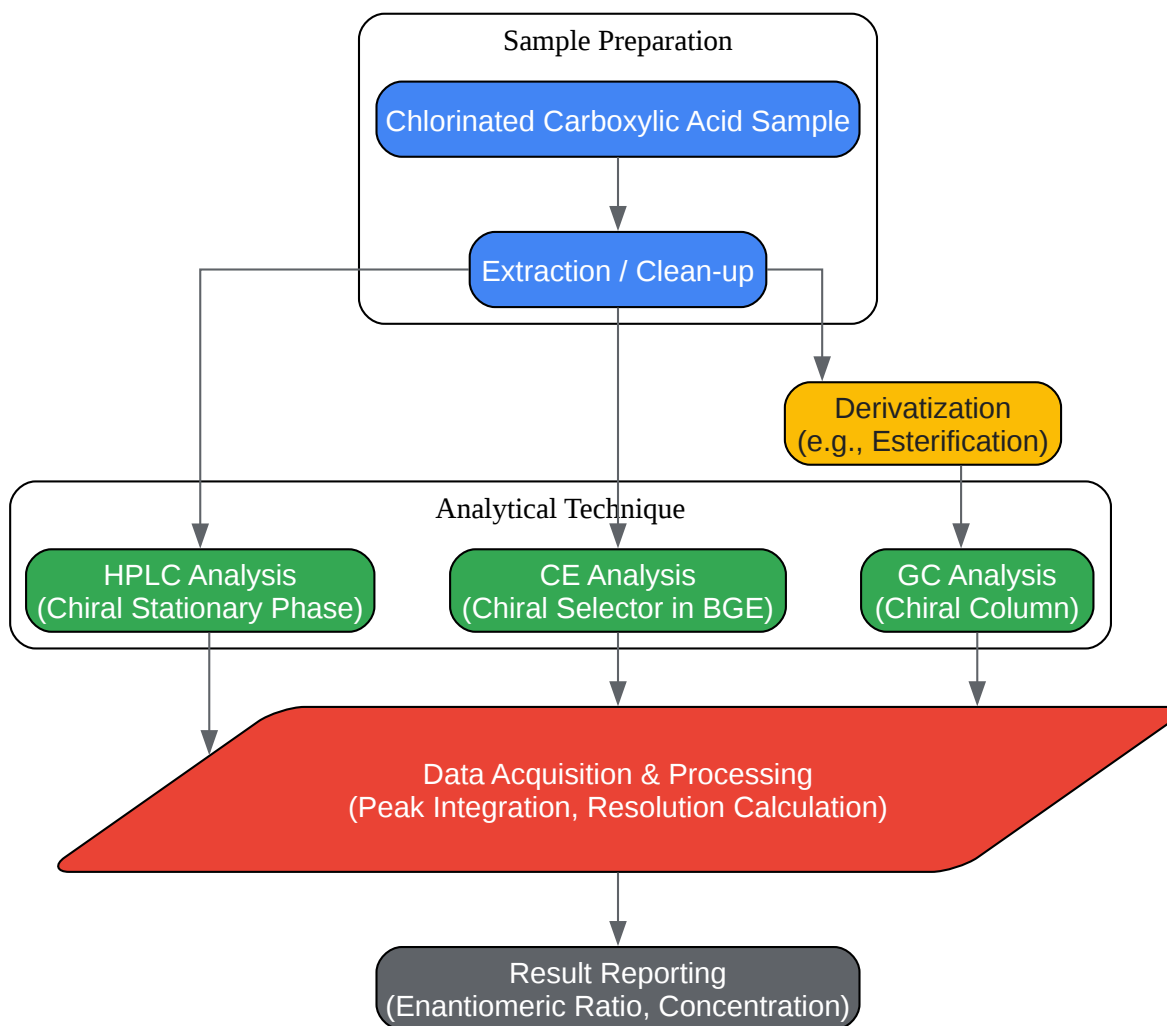 Sample Preparation
Chlorinated Carboxylic Acid Sample
Extraction / Clean-up
Derivatization
(e.g., Esterification)
Analytical Technique
HPLC Analysis
(Chiral Stationary Phase)
CE Analysis
(Chiral Selector in BGE)
GC Analysis
(Chiral Column)
Data Acquisition & Processing
(Peak Integration, Resolution Calculation)
Result Reporting
(Enantiomeric Ratio, Concentration)